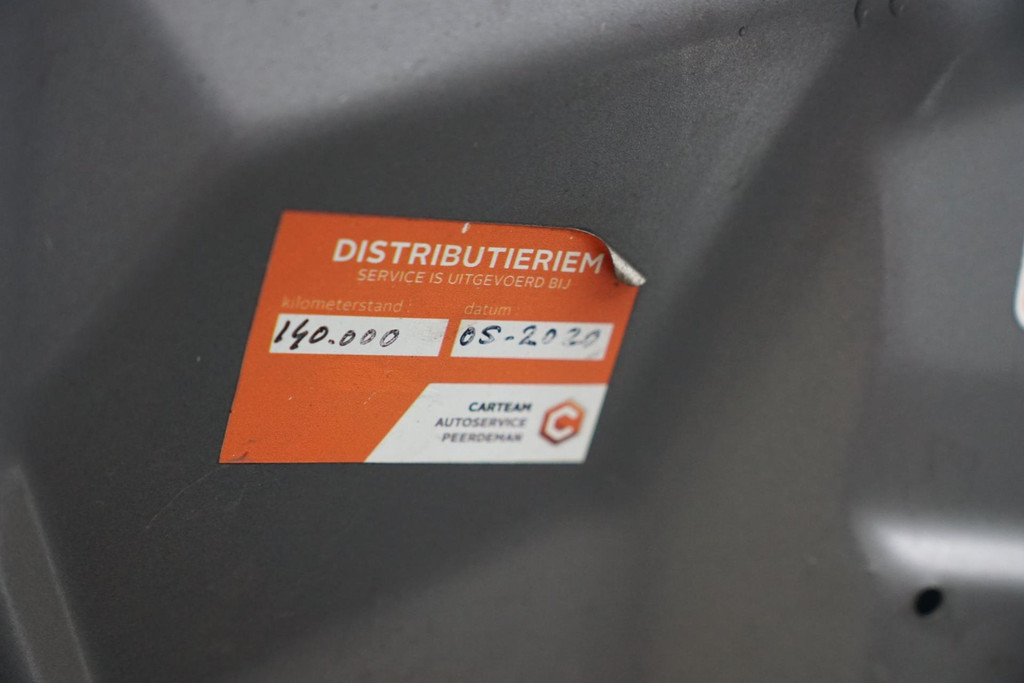 DISTRIBUTIERIEM
SERVICE IS UITGEVOERD BIJ
kilometerstand : datum :
140.000 05-2020
CARTEAM
AUTOSERVICE
PEERDEMAN